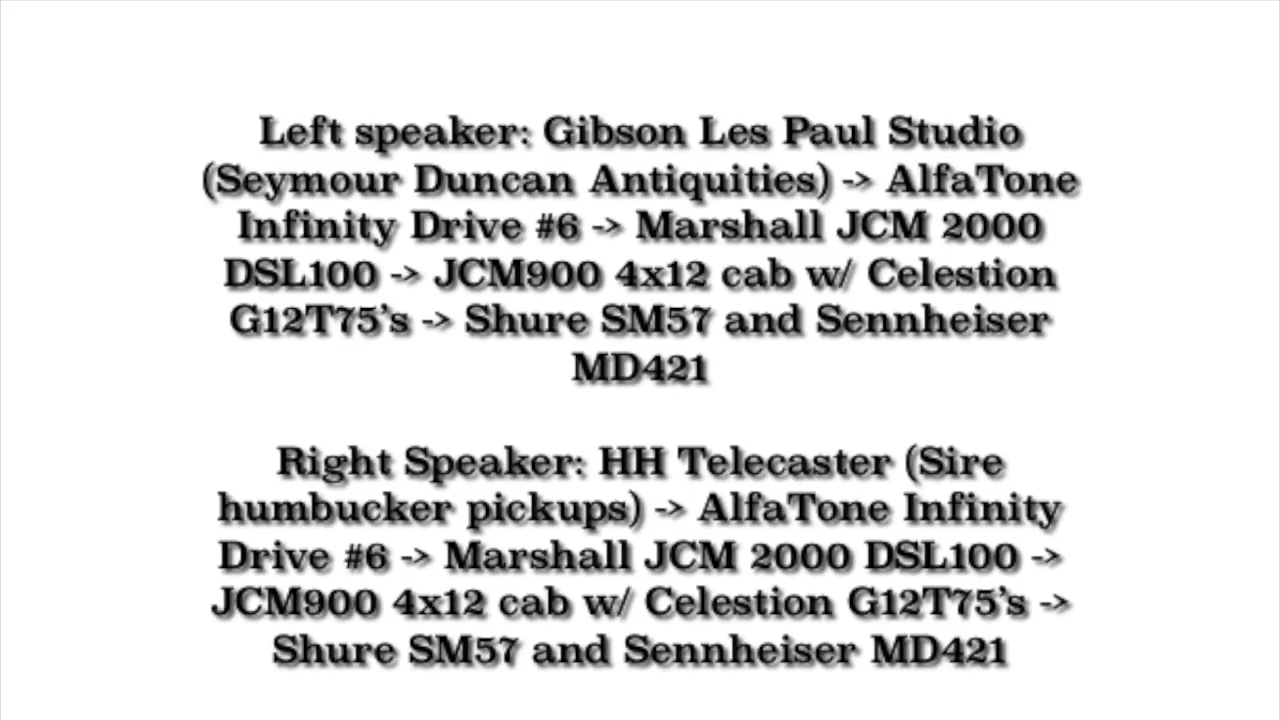 Left speaker: Gibson Les Paul Studio
(Seymour Duncan Antiquities) -> AlfaTone
Infinity Drive #6 -> Marshall JCM 2000
DSL100 -> JCM900 4x12 cab w/ Celestion
G12T75’s -> Shure SM57 and Sennheiser
MD421
Right Speaker: HH Telecaster (Sire
humbucker pickups) -> AlfaTone Infinity
Drive #6 -> Marshall JCM 2000 DSL100 ->
JCM900 4x12 cab w/ Celestion G12T75’s ->
Shure SM57 and Sennheiser MD421